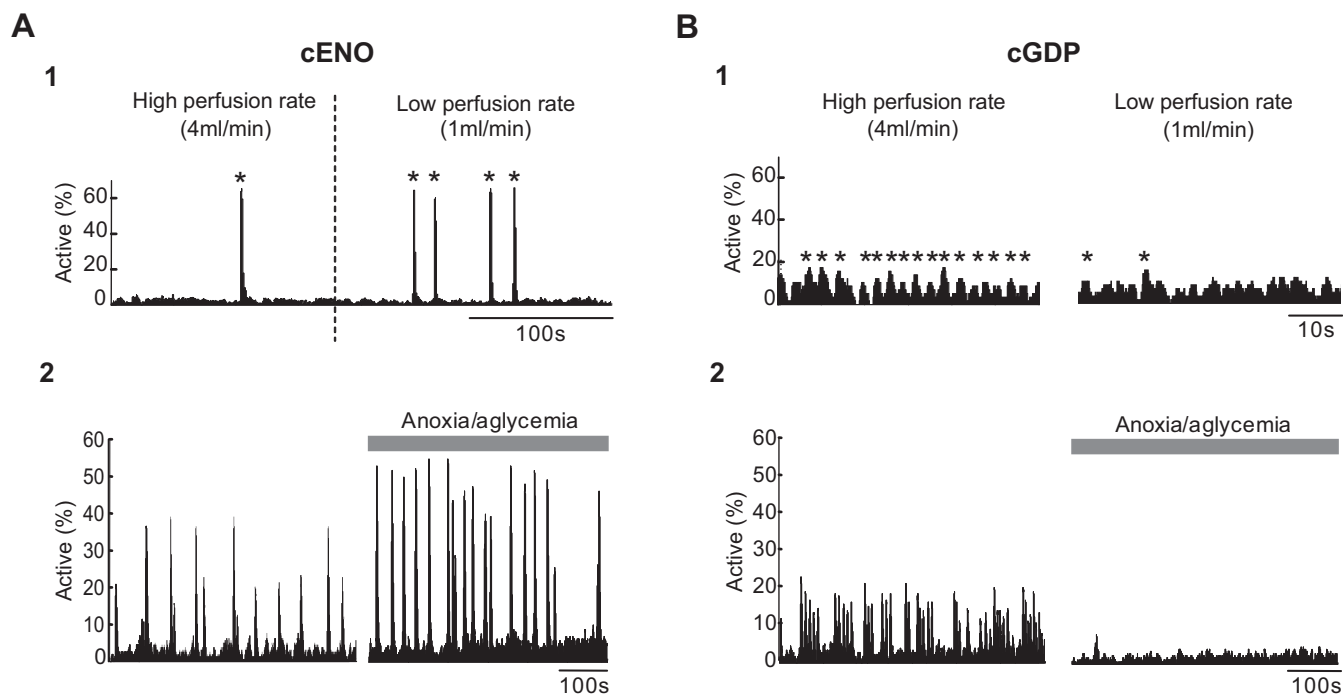 A
cENO
1
High perfusion rate
(4ml/min)
Low perfusion rate
(1ml/min)
* * * * *
Active (%)
60
40
20
0
100s
2
Anoxia/aglycemia
Active (%)
60
50
40
30
20
10
0
100s
B
cGDP
1
High perfusion rate
(4ml/min)
Low perfusion rate
(1ml/min)
Active (%)
60
40
20
0
* * * * * * * * * * * * * *
* *
10s
2
Anoxia/aglycemia
Active (%)
60
50
40
30
20
10
0
100s